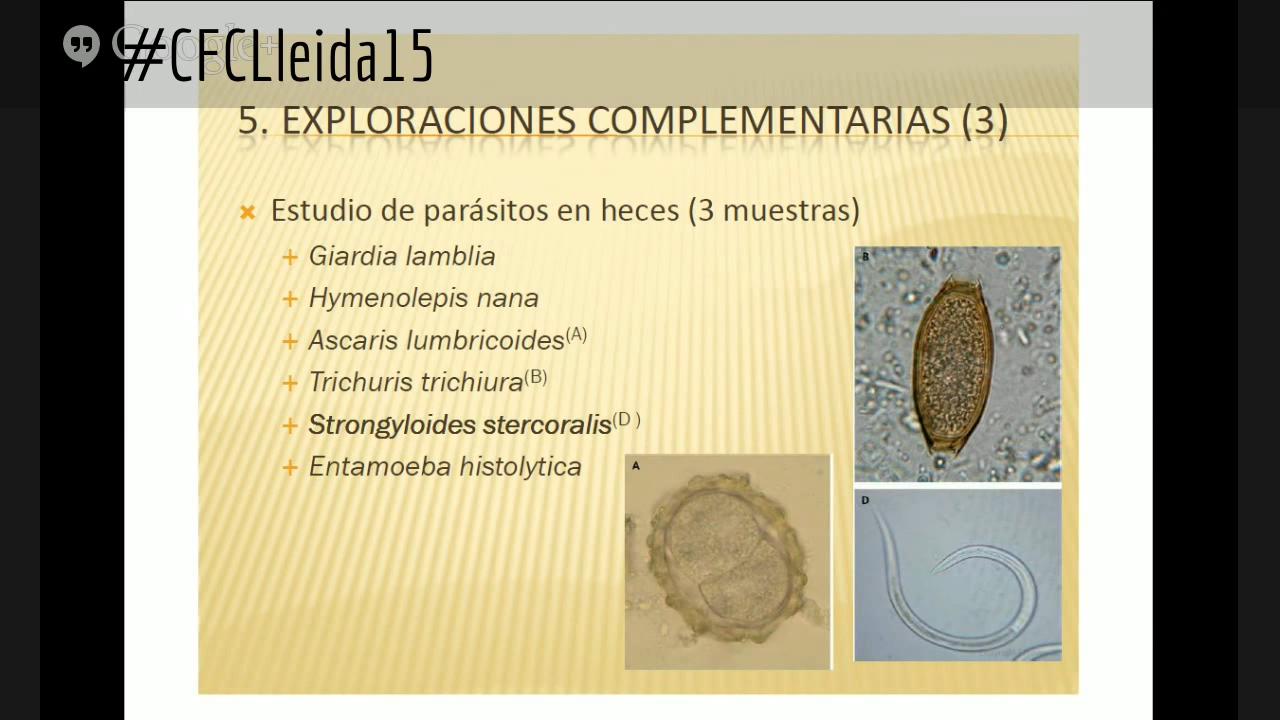 Google+
#CFCLleida15
5. EXPLORACIONES COMPLEMENTARIAS (3)
Estudio de parásitos en heces (3 muestras)
Giardia lamblia
Hymenolepis nana
Ascaris lumbricoides(A)
Trichuris trichiura(B)
Strongyloides stercoralis(D )
Entamoeba histolytica
B
A
D